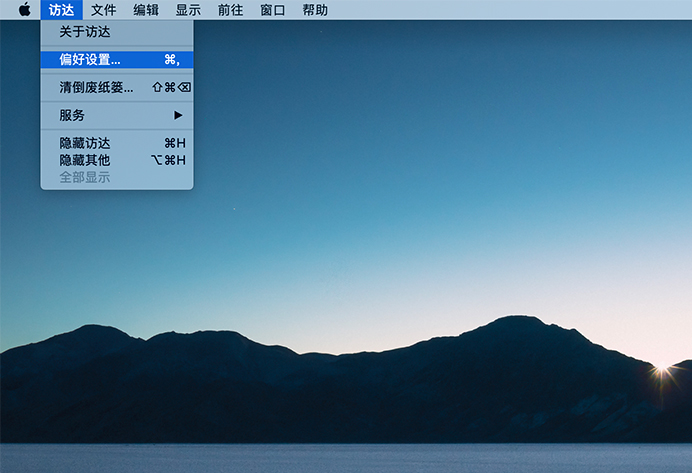 访达 文件 编辑 显示 前往 窗口 帮助
关于访达
偏好设置... ⌘,
清倒废纸篓... ⇧⌘⌫
服务 ▶
隐藏访达 ⌘H
隐藏其他 ⌥⌘H
全部显示